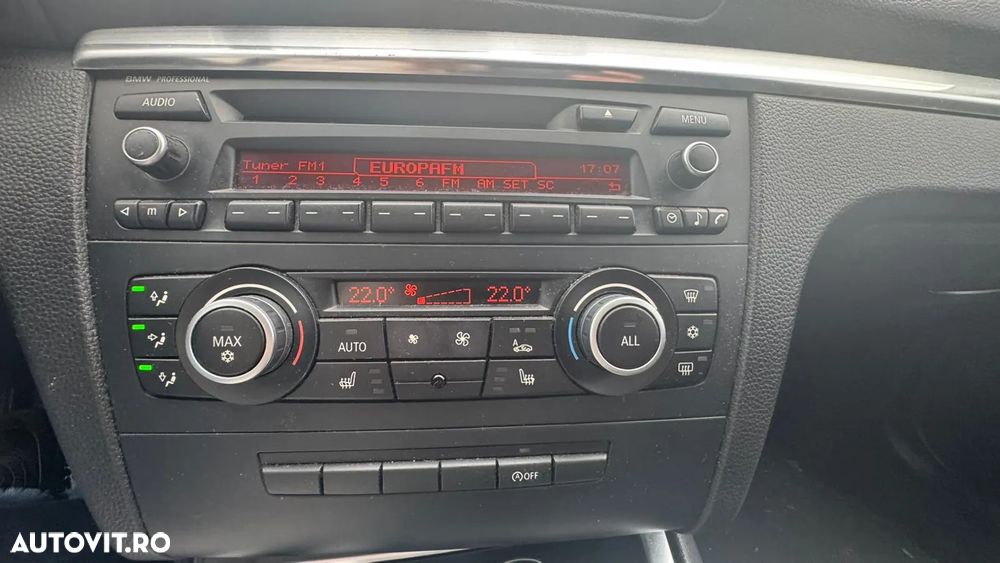 BMW PROFESSIONAL
AUDIO
MENU
Tuner FM1
EUROPAFM
17:07
1 2 3 4 5 6 FM AM SET SC
m
22.0°
22.0°
MAX
AUTO
A
ALL
A OFF
AUTOVIT.RO